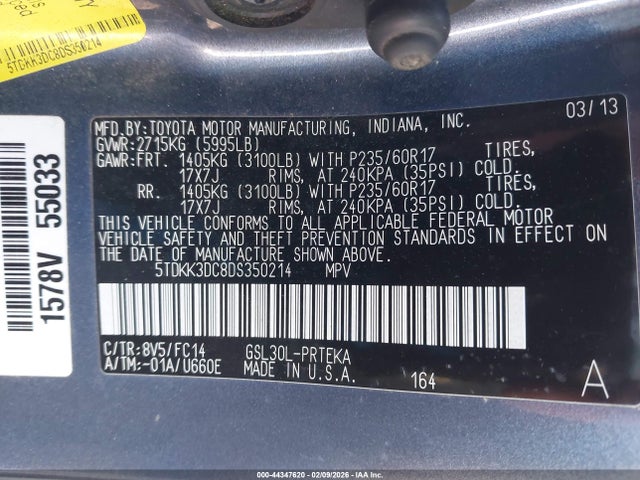 5TDKK3DC8DS350214
1578V 55033
MFD.BY:TOYOTA MOTOR MANUFACTURING, INDIANA, INC. 03/13
GVWR:2715KG (5995LB)
GAWR:FRT. 1405KG (3100LB) WITH P235/60R17 TIRES,
17X7J RIMS, AT 240KPA (35PSI) COLD.
RR. 1405KG (3100LB) WITH P235/60R17 TIRES,
17X7J RIMS, AT 240KPA (35PSI) COLD.
THIS VEHICLE CONFORMS TO ALL APPLICABLE FEDERAL MOTOR
VEHICLE SAFETY AND THEFT PREVENTION STANDARDS IN EFFECT ON
THE DATE OF MANUFACTURE SHOWN ABOVE.
5TDKK3DC8DS350214 MPV
C/TR:8V5/FC14 GSL30L-PRTEKA
A/TM:-01A/U660E MADE IN U.S.A. 164 A
000-44347620 - 02/09/2026 - IAA Inc.